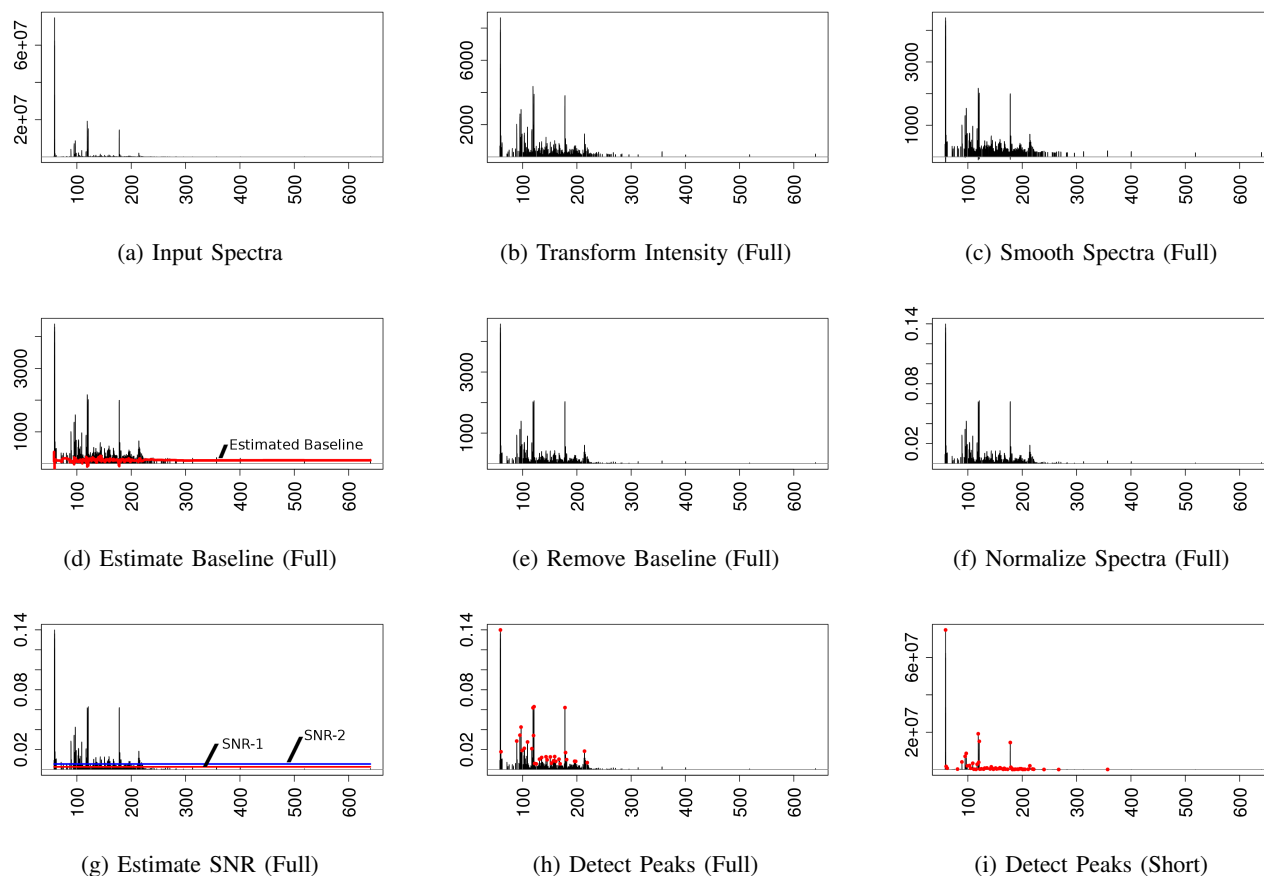 6e+07
2e+07
100 200 300 400 500 600
(a) Input Spectra
6000
2000
100 200 300 400 500 600
(b) Transform Intensity (Full)
3000
1000
100 200 300 400 500 600
(c) Smooth Spectra (Full)
3000
1000
Estimated Baseline
100 200 300 400 500 600
(d) Estimate Baseline (Full)
3000
1000
100 200 300 400 500 600
(e) Remove Baseline (Full)
0.14
0.08
0.02
100 200 300 400 500 600
(f) Normalize Spectra (Full)
0.14
0.08
0.02
SNR-1
SNR-2
100 200 300 400 500 600
(g) Estimate SNR (Full)
0.14
0.08
0.02
100 200 300 400 500 600
(h) Detect Peaks (Full)
6e+07
2e+07
100 200 300 400 500 600
(i) Detect Peaks (Short)